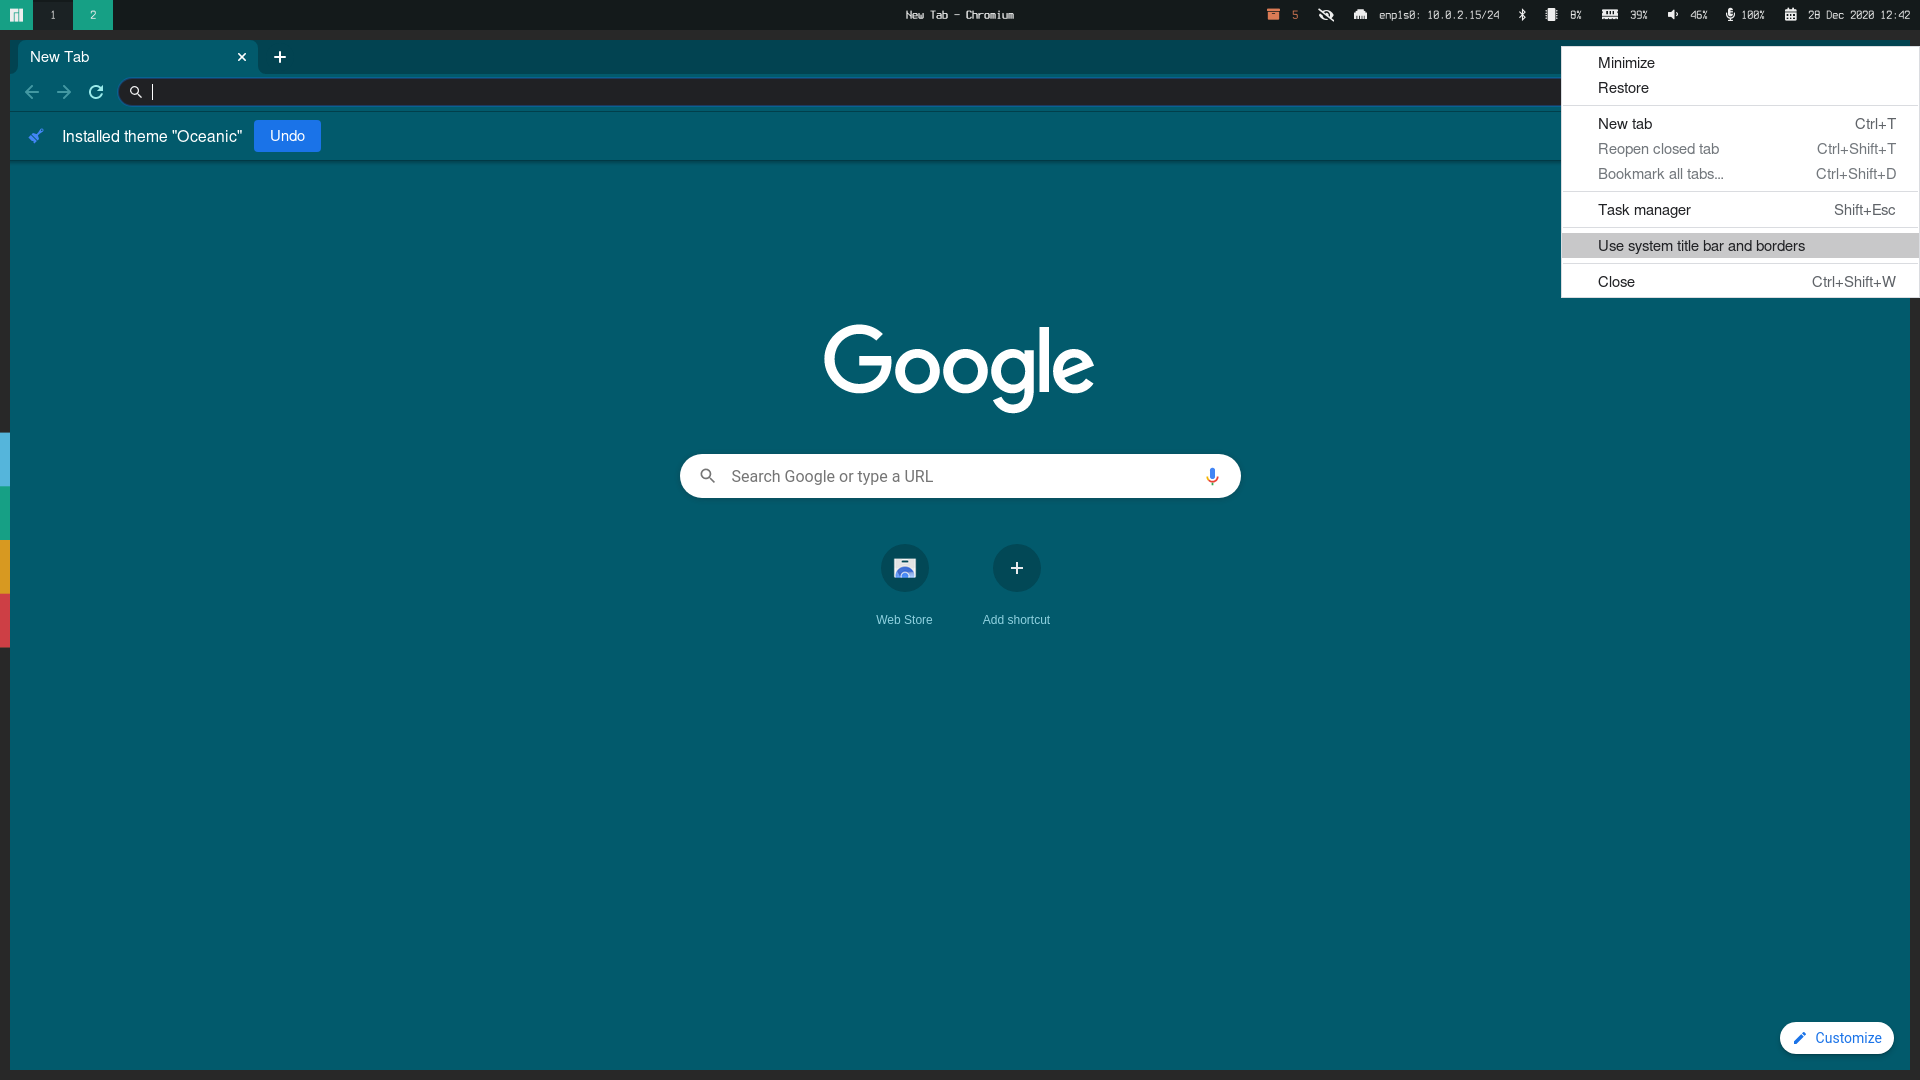 1 2 New Tab - Chromium 5 enp1s0: 10.0.2.15/24 8% 39% 46% 100% 28 Dec 2020 12:42
New Tab
Installed theme "Oceanic" Undo
Minimize
Restore
New tab Ctrl+T
Reopen closed tab Ctrl+Shift+T
Bookmark all tabs... Ctrl+Shift+D
Task manager Shift+Esc
Use system title bar and borders
Close Ctrl+Shift+W
Google
Search Google or type a URL
Web Store Add shortcut
Customize